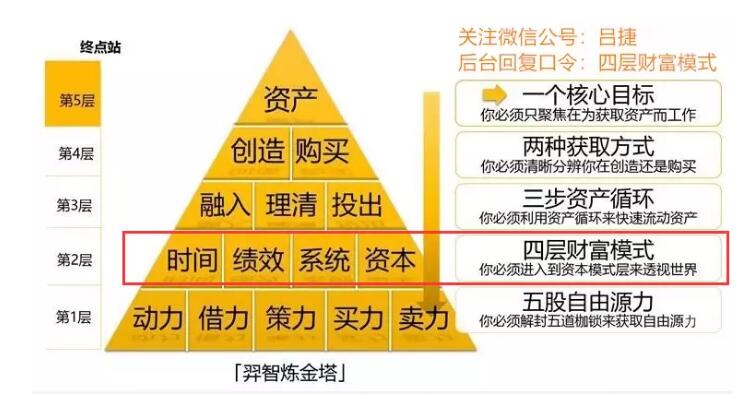 关注微信公号：吕捷
后台回复口令：四层财富模式
终点站
第5层
资产
一个核心目标
你必须只聚焦在为获取资产而工作
第4层
创造 购买
两种获取方式
你必须清晰分辨你在创造还是购买
第3层
融入 理清 投出
三步资产循环
你必须利用资产循环来快速流动资产
第2层
时间 绩效 系统 资本
四层财富模式
你必须进入到资本模式层来透视世界
第1层
动力 借力 策力 买力 卖力
五股自由源力
你必须解封五道枷锁来获取自由源力
「羿智炼金塔」